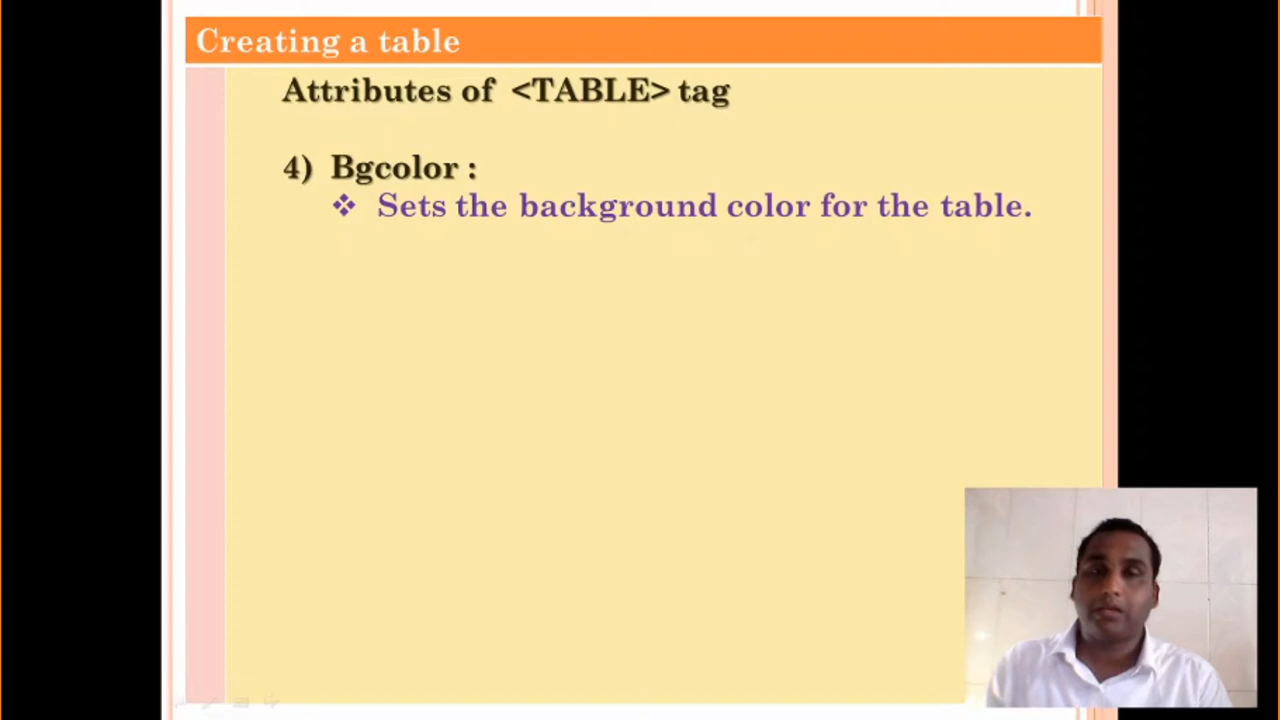 Creating a table
Attributes of <TABLE> tag
4) Bgcolor :
❖ Sets the background color for the table.